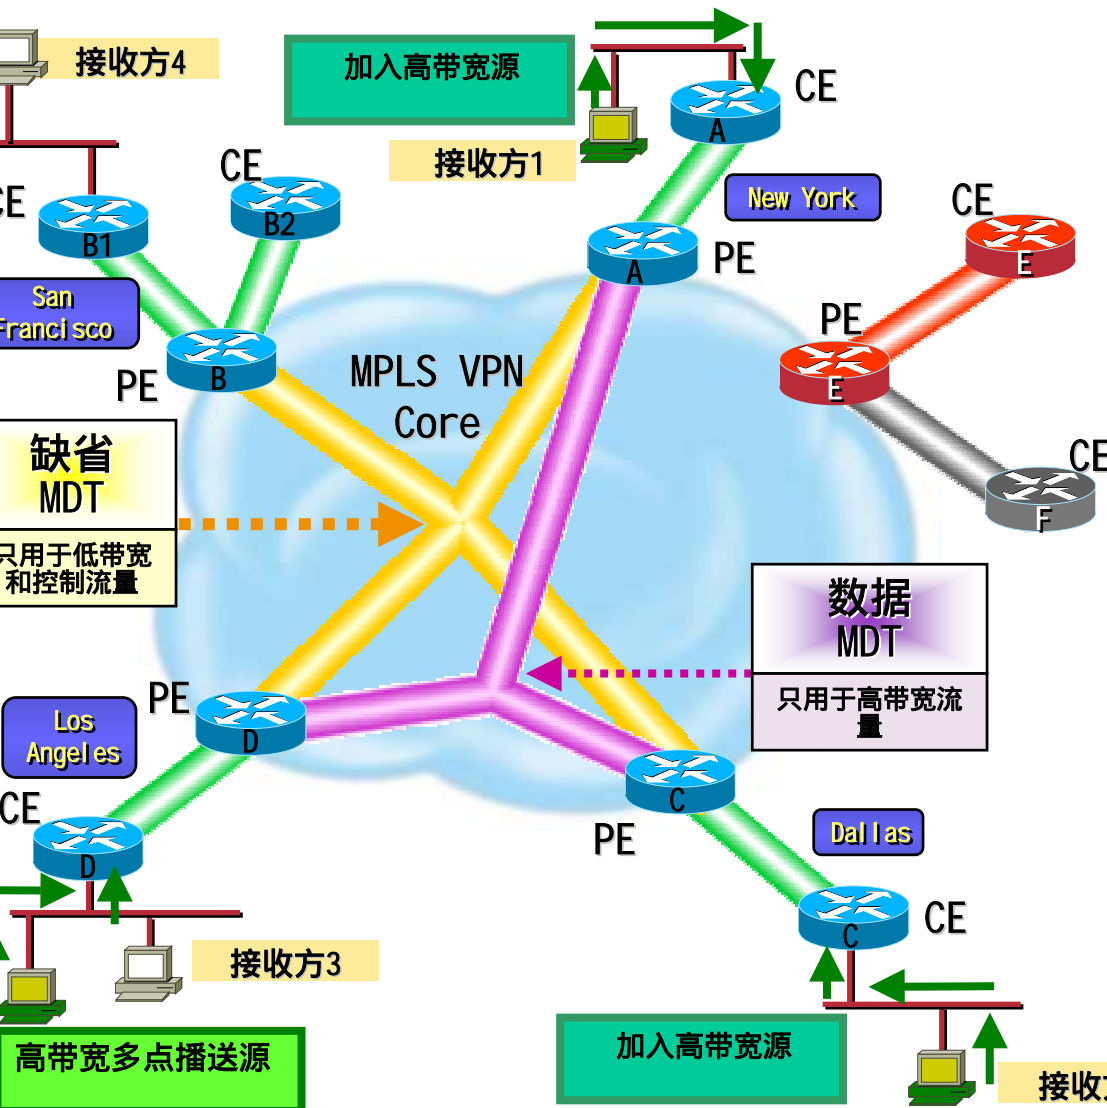 接收方4
加入高带宽源
CE
A
接收方1
CE
New York
CE
CE
B1
B2
A
PE
E
San
Francisco
PE
MPLS VPN
Core
PE
B
E
CE
F
缺省
MDT
只用于低带宽
和控制流量
数据
MDT
只用于高带宽流
量
PE
Los
Angeles
D
C
PE
Dallas
CE
D
C
CE
接收方3
高带宽多点播送源
加入高带宽源
接收